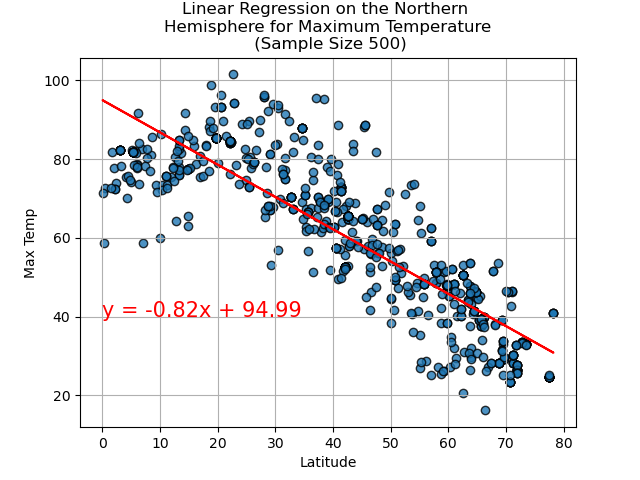 Linear Regression on the Northern
Hemisphere for Maximum Temperature
(Sample Size 500)
100
80
60
40
20
Max Temp
y = -0.82x + 94.99
0 10 20 30 40 50 60 70 80
Latitude